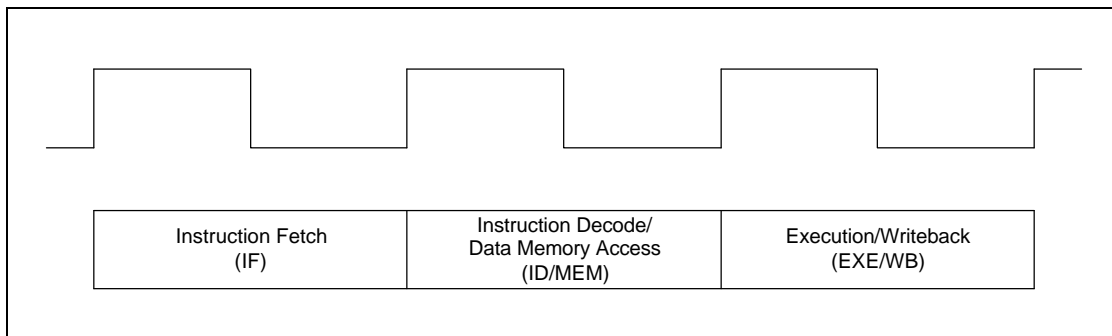 Instruction Fetch
(IF)
Instruction Decode/
Data Memory Access
(ID/MEM)
Execution/Writeback
(EXE/WB)